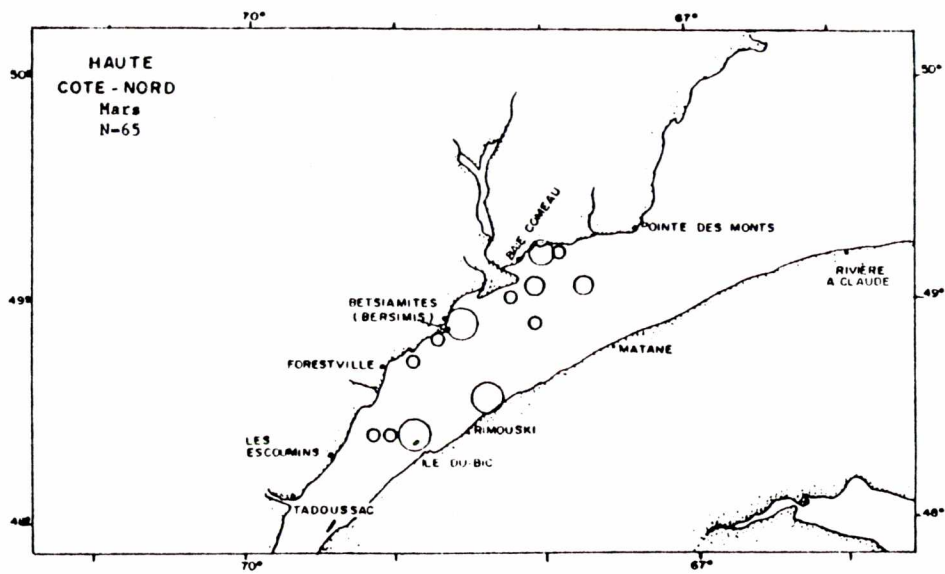 70°
67°
50°
50°
HAUTE
COTE - NORD
Mars
N=65
BAIE COMEAU
POINTE DES MONTS
RIVIÈRE
A CLAUDE
49°
49°
BETSIAMITES
(BERSIMIS)
MATANE
FORESTVILLE
RIMOUSKI
LES
ESCOUMINS
ILE DU-BIC
TADOUSSAC
48°
48°
70°
67°